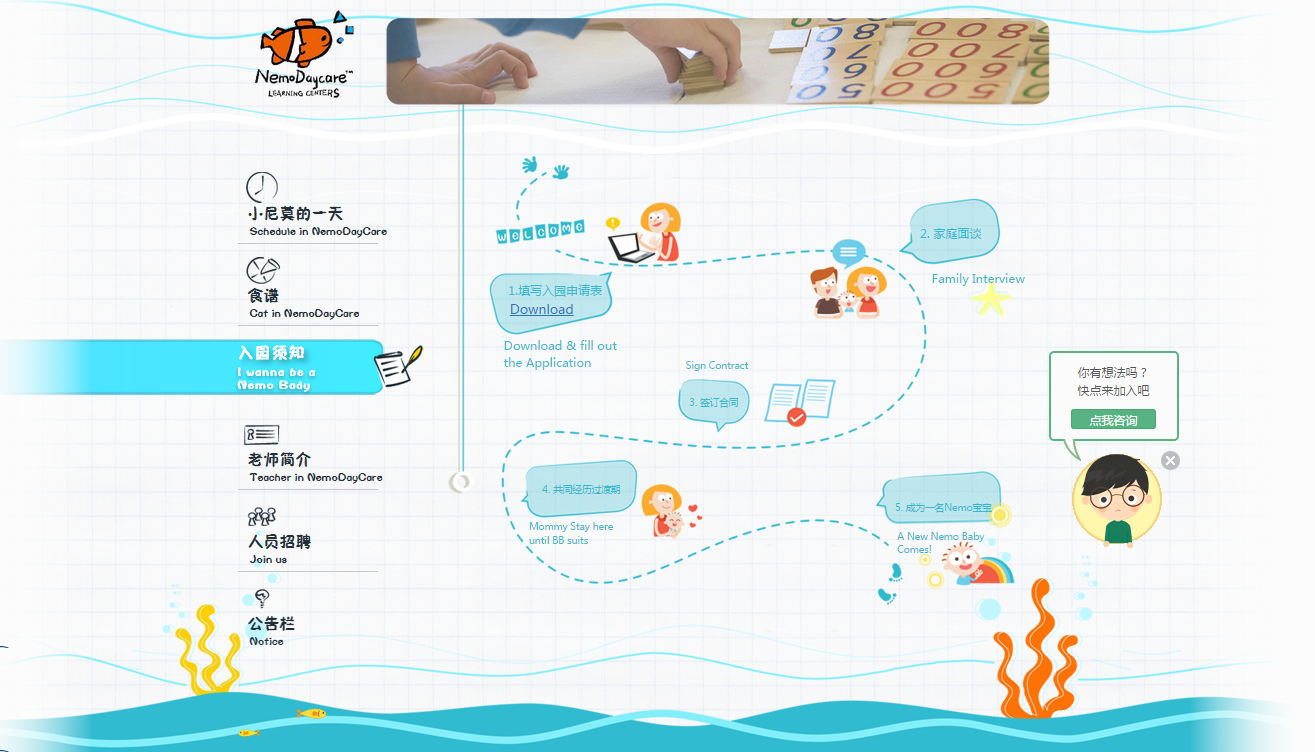 NemoDaycare™
LEARNING CENTERS
800
700
600
500
小尼莫的一天
Schedule in NemoDayCare
食谱
Cat in NemoDayCare
入园须知
I wanna be a
Nemo Bady
老师简介
Teacher in NemoDayCare
人员招聘
Join us
公告栏
Notice
WELCOME
1.填写入园申请表
Download
Download & fill out
the Application
2. 家庭面谈
Family Interview
Sign Contract
3. 签订合同
4. 共同经历过渡期
Mommy Stay here
until BB suits
5. 成为一名Nemo宝宝
A New Nemo Baby
Comes!
你有想法吗？
快点来加入吧
点我咨询